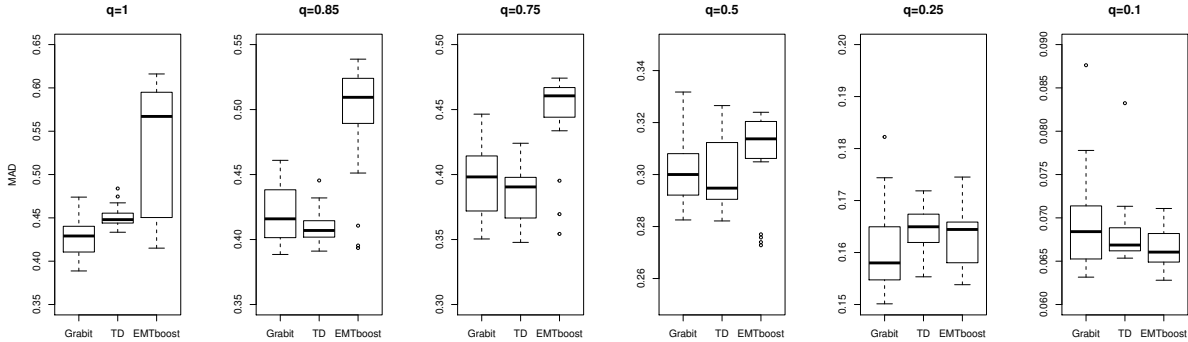 q=1
q=0.85
q=0.75
q=0.5
q=0.25
q=0.1
MAD
0.65
0.60
0.55
0.50
0.45
0.40
0.35
Grabit TD EMTboost
0.55
0.50
0.45
0.40
0.35
Grabit TD EMTboost
0.50
0.45
0.40
0.35
0.30
Grabit TD EMTboost
0.34
0.32
0.30
0.28
0.26
Grabit TD EMTboost
0.20
0.19
0.18
0.17
0.16
0.15
Grabit TD EMTboost
0.090
0.085
0.080
0.075
0.070
0.065
0.060
Grabit TD EMTboost